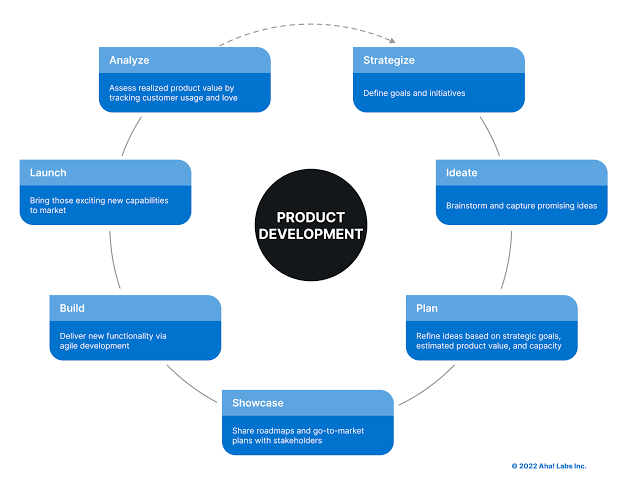 Analyze
Assess realized product value by
tracking customer usage and love
Strategize
Define goals and initiatives
Launch
Bring those exciting new capabilities
to market
Ideate
Brainstorm and capture promising ideas
PRODUCT
DEVELOPMENT
Build
Deliver new functionality via
agile development
Plan
Refine ideas based on strategic goals,
estimated product value, and capacity
Showcase
Share roadmaps and go-to-market
plans with stakeholders
© 2022 Aha! Labs Inc.